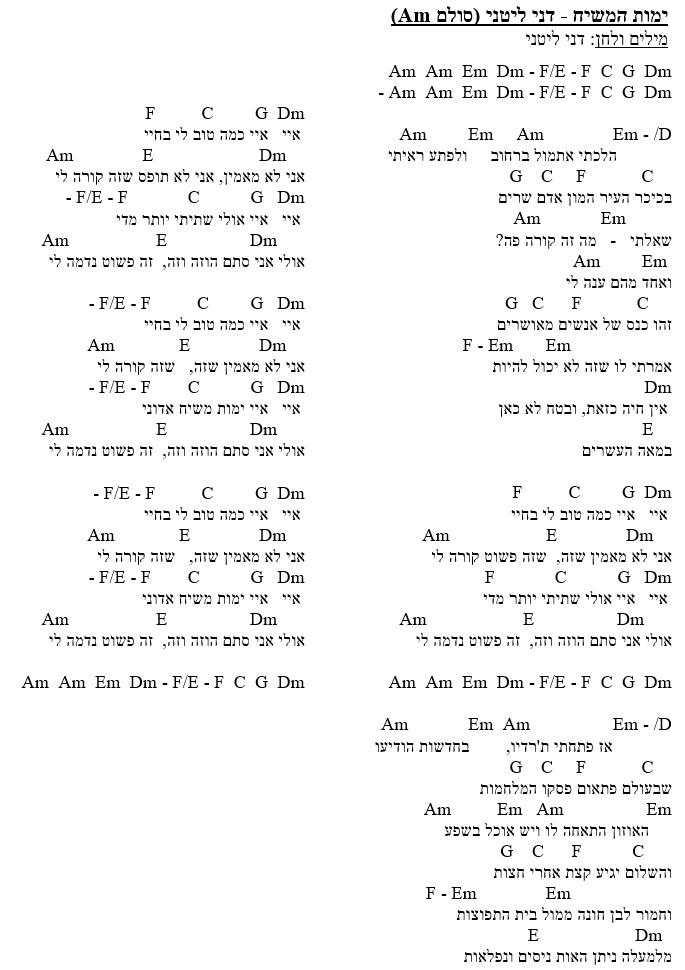 ימות המשיח - דני ליטני (סולם Am)
מילים ולחן: דני ליטני
Am  Am  Em  Dm - F/E - F  C  G  Dm
- Am  Am  Em  Dm - F/E - F  C  G  Dm
Am Em Am Em - /D
הלכתי אתמול ברחוב ולפתע ראיתי
G C F C
בכיכר העיר המון אדם שרים
Am Em
שאלתי - מה זה קורה פה?
Am Em
ואחד מהם ענה לי
G C F C
זהו כנס של אנשים מאושרים
F - Em Em
אמרתי לו שזה לא יכול להיות
Dm
אין חיה כזאת, ובטח לא כאן
E
במאה העשרים
F C G Dm
איי איי כמה טוב לי בחיי
Am E Dm
אני לא מאמין שזה, שזה פשוט קורה לי
F C G Dm
איי איי אולי שתיתי יותר מדי
Am E Dm
אולי אני סתם הוזה וזה, זה פשוט נדמה לי
Am  Am  Em  Dm - F/E - F  C  G  Dm
Am Em Am Em - /D
אז פתחתי ת'רדיו, בחדשות הודיעו
G C F C
שבעולם פתאום פסקו המלחמות
Am Em Am Em
האוזון התאחה לו ויש אוכל בשפע
G C F C
והשלום יגיע קצת אחרי חצות
F - Em Em
וחמור לבן חונה ממול בית התפוצות
E Dm
מלמעלה ניתן האות ניסים ונפלאות
F C G Dm
איי איי כמה טוב לי בחיי
Am E Dm
אני לא מאמין, אני לא תופס שזה קורה לי
- F/E - F C G Dm
איי איי אולי שתיתי יותר מדי
Am E Dm
אולי אני סתם הוזה וזה, זה פשוט נדמה לי
- F/E - F C G Dm
איי איי כמה טוב לי בחיי
Am E Dm
אני לא מאמין שזה, שזה קורה לי
- F/E - F C G Dm
איי איי ימות משיח אדוני
Am E Dm
אולי אני סתם הוזה וזה, זה פשוט נדמה לי
- F/E - F C G Dm
איי איי כמה טוב לי בחיי
Am E Dm
אני לא מאמין שזה, שזה קורה לי
- F/E - F C G Dm
איי איי ימות משיח אדוני
Am E Dm
אולי אני סתם הוזה וזה, זה פשוט נדמה לי
Am  Am  Em  Dm - F/E - F  C  G  Dm